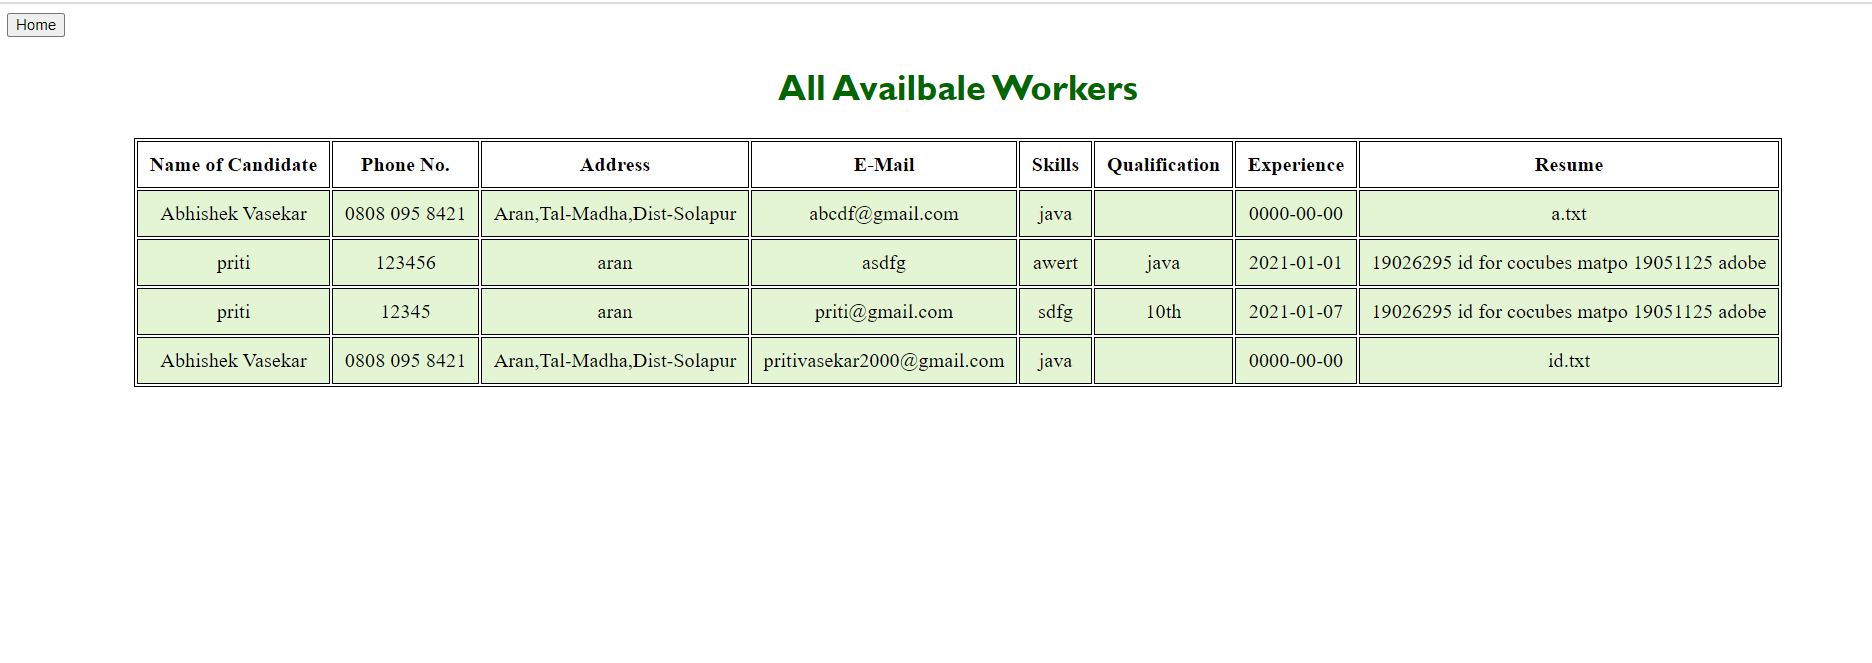 Home
All Availbale Workers
Name of Candidate Phone No. Address E-Mail Skills Qualification Experience Resume
Abhishek Vasekar 0808 095 8421 Aran,Tal-Madha,Dist-Solapur abcdf@gmail.com java 0000-00-00 a.txt
priti 123456 aran asdfg awert java 2021-01-01 19026295 id for cocubes matpo 19051125 adobe
priti 12345 aran priti@gmail.com sdfg 10th 2021-01-07 19026295 id for cocubes matpo 19051125 adobe
Abhishek Vasekar 0808 095 8421 Aran,Tal-Madha,Dist-Solapur pritivasekar2000@gmail.com java 0000-00-00 id.txt